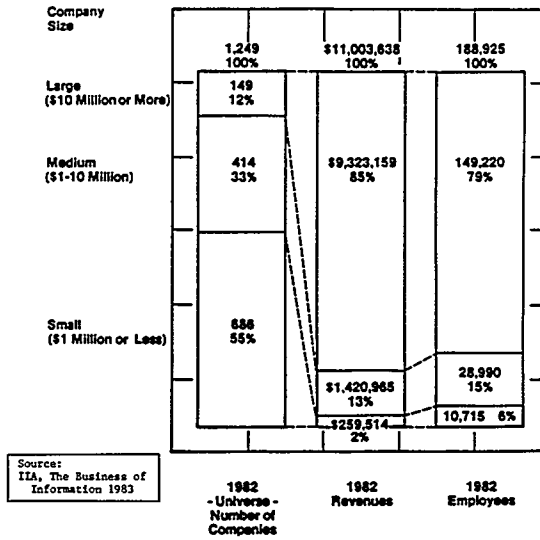 Company
Size
1,249
100%
$11,003,638
100%
188,925
100%
Large
($10 Million or More)
149
12%
Medium
($1-10 Million)
414
33%
$9,323,159
85%
149,220
79%
Small
($1 Million or Less)
686
55%
$1,420,965
13%
28,990
15%
$259,514
2%
10,715 6%
Source:
IIA, The Business of
Information 1983
1982
- Universe -
Number of
Companies
1982
Revenues
1982
Employees